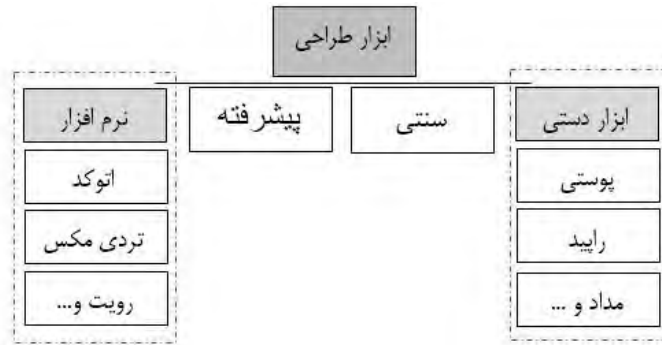 ابزار طراحی
ابزار دستی
سنتی
پیشرفته
نرم افزار
پوستی
اتوکد
راپید
تردی مکس
مداد و ...
رویت و...